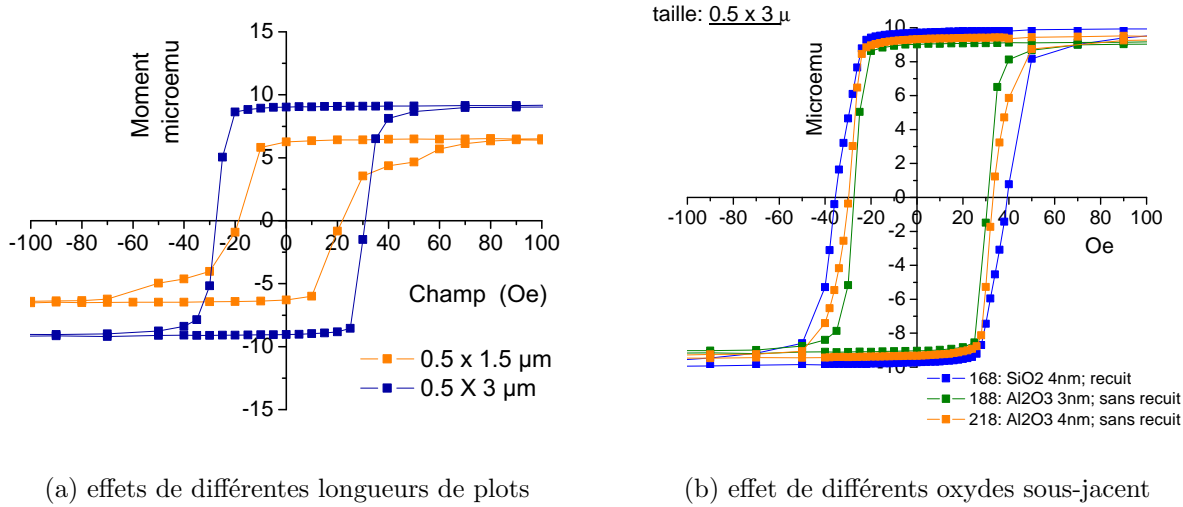 15
10
5
0
-5
-10
-15
-100 -80 -60 -40 -20 0 20 40 60 80 100
Moment
microemu
Champ (Oe)
0.5 x 1.5 µm
0.5 X 3 µm
taille: 0.5 x 3 µ
10
8
6
4
2
0
-2
-4
-6
-8
-10
-100 -80 -60 -40 -20 0 20 40 60 80 100
Microemu
Oe
168: SiO2 4nm; recuit
188: Al2O3 3nm; sans recuit
218: Al2O3 4nm; sans recuit
(a) effets de différentes longueurs de plots
(b) effet de différents oxydes sous-jacent